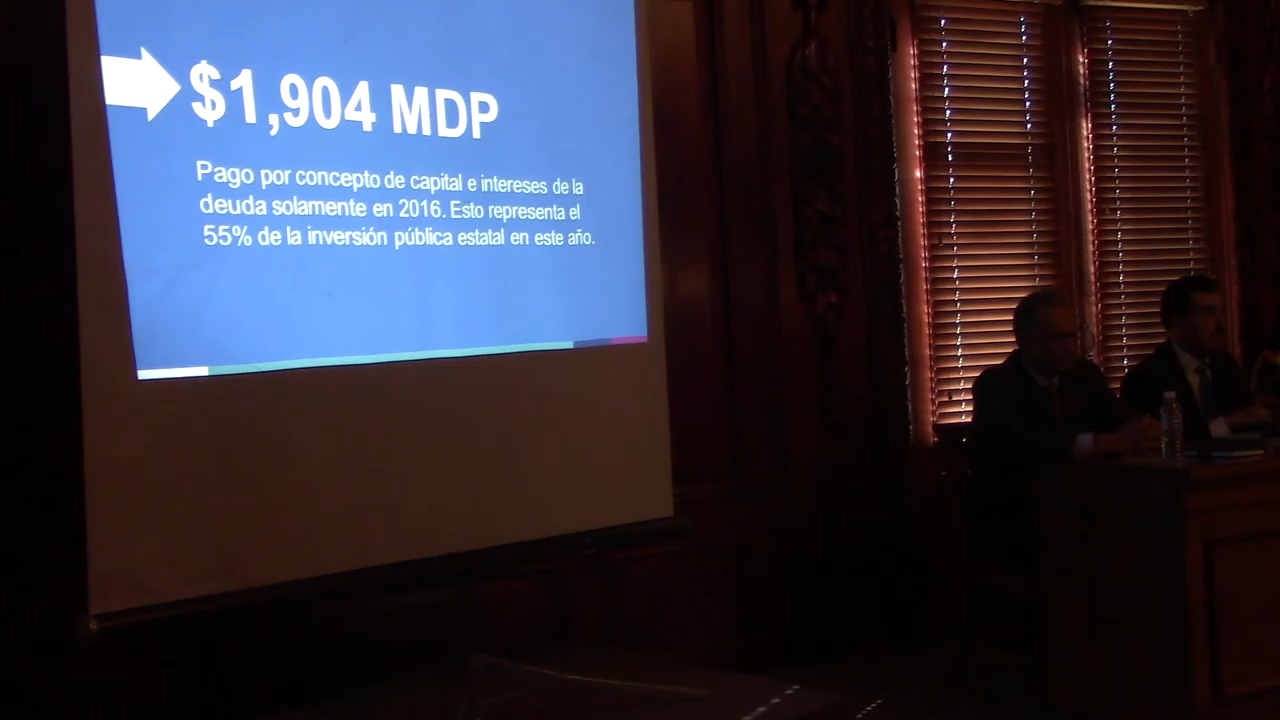 $1,904 MDP
Pago por concepto de capital e intereses de la
deuda solamente en 2016. Esto representa el
55% de la inversión pública estatal en este año.